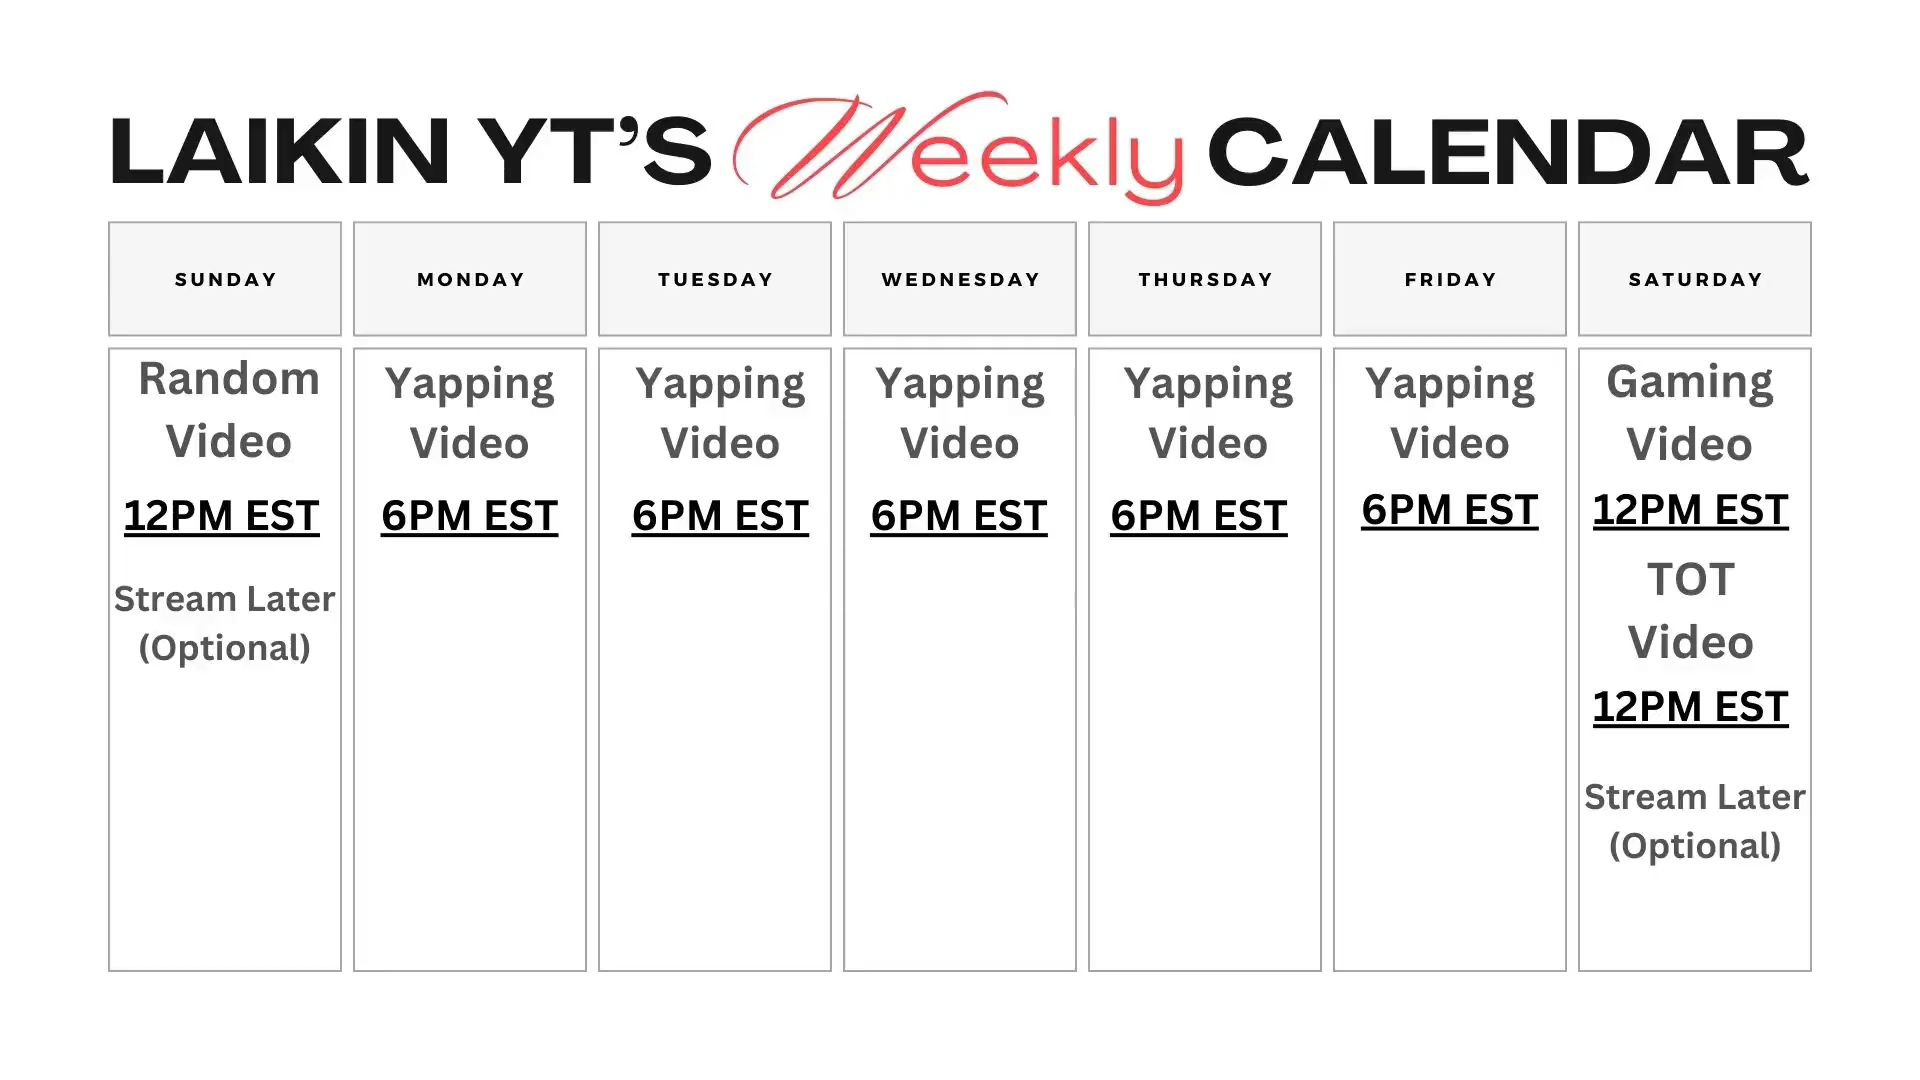 LAIKIN YT’S Weekly CALENDAR
SUNDAY
Random
Video
12PM EST
Stream Later
(Optional)
MONDAY
Yapping
Video
6PM EST
TUESDAY
Yapping
Video
6PM EST
WEDNESDAY
Yapping
Video
6PM EST
THURSDAY
Yapping
Video
6PM EST
FRIDAY
Yapping
Video
6PM EST
SATURDAY
Gaming
Video
12PM EST
TOT
Video
12PM EST
Stream Later
(Optional)